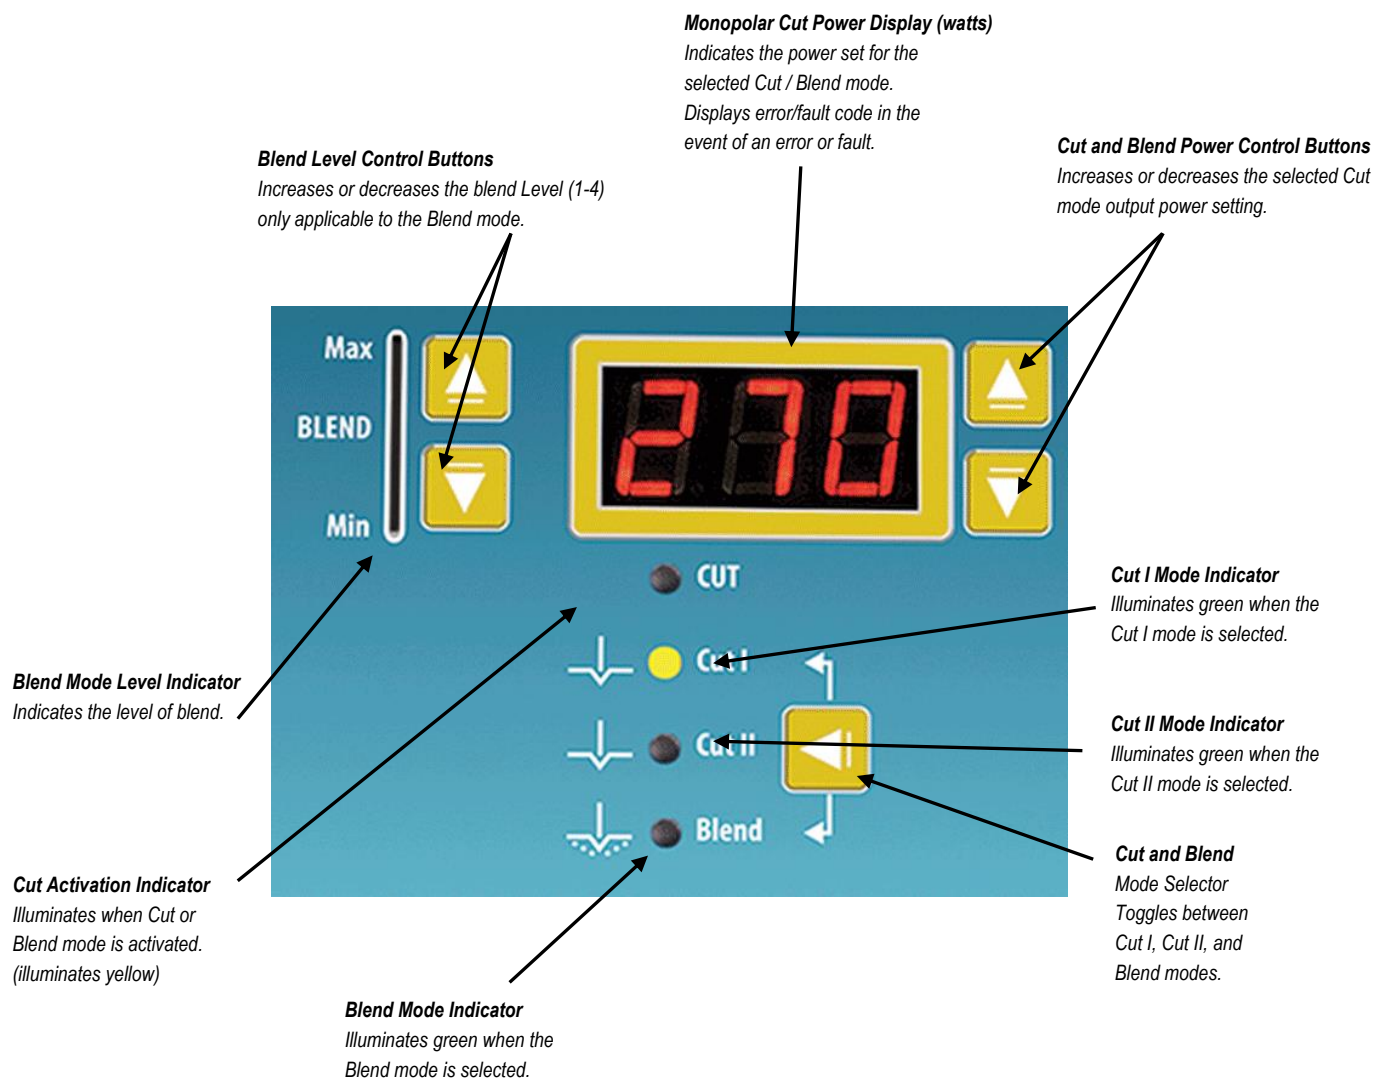 Monopolar Cut Power Display (watts)
Indicates the power set for the
selected Cut / Blend mode.
Displays error/fault code in the
event of an error or fault.
Blend Level Control Buttons
Increases or decreases the blend Level (1-4)
only applicable to the Blend mode.
Cut and Blend Power Control Buttons
Increases or decreases the selected Cut
mode output power setting.
Max
BLEND
Min
270
CUT
Cut I
Cut II
Blend
Cut I Mode Indicator
Illuminates green when the
Cut I mode is selected.
Blend Mode Level Indicator
Indicates the level of blend.
Cut II Mode Indicator
Illuminates green when the
Cut II mode is selected.
Cut and Blend
Mode Selector
Toggles between
Cut I, Cut II, and
Blend modes.
Cut Activation Indicator
Illuminates when Cut or
Blend mode is activated.
(illuminates yellow)
Blend Mode Indicator
Illuminates green when the
Blend mode is selected.